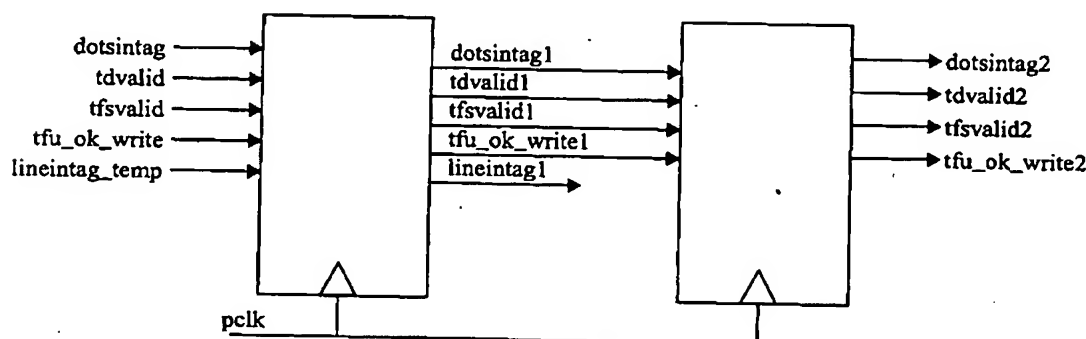 dotsintag
tdvalid
tfsvalid
tfu_ok_write
lineintag_temp
dotsintag1
tdvalid1
tfsvalid1
tfu_ok_write1
lineintag1
dotsintag2
tdvalid2
tfsvalid2
tfu_ok_write2
pclk